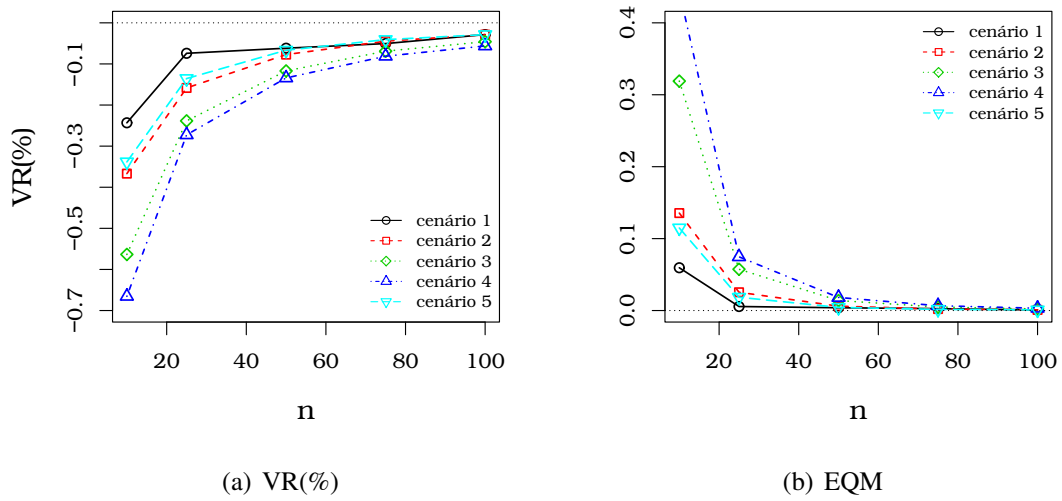 VR(%)
-0.1
-0.3
-0.5
-0.7
20 40 60 80 100
n
cenário 1
cenário 2
cenário 3
cenário 4
cenário 5
(a) VR(%)
0.4
0.3
0.2
0.1
0.0
20 40 60 80 100
n
cenário 1
cenário 2
cenário 3
cenário 4
cenário 5
(b) EQM